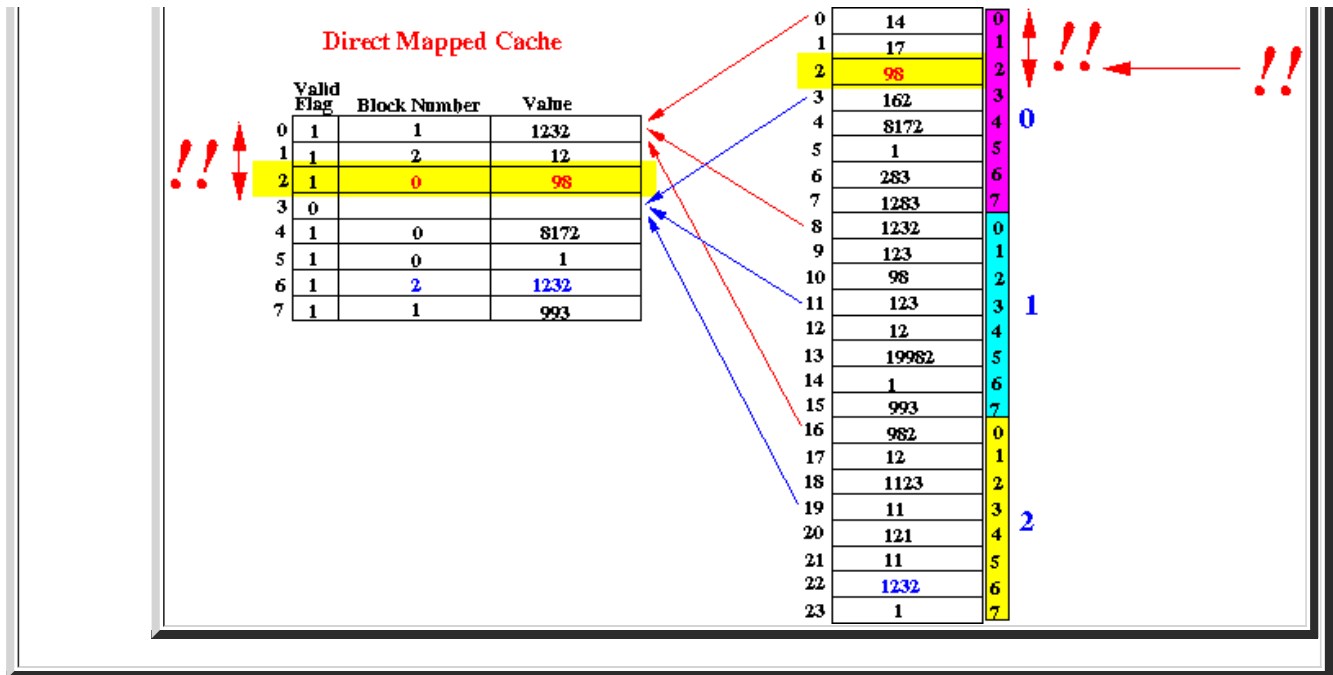 Direct Mapped Cache
Valid
Flag Block Number Value
0 1 1 1232
1 1 2 12
2 1 0 98
3 0
4 1 0 8172
5 1 0 1
6 1 2 1232
7 1 1 993
!!
0 14 0
1 17 1
2 98 2
3 162 3
4 8172 4
5 1 5
6 283 6
7 1283 7
0
8 1232 0
9 123 1
10 98 2
11 123 3
12 12 4
13 19982 5
14 1 6
15 993 7
1
16 982 0
17 12 1
18 1123 2
19 11 3
20 121 4
21 11 5
22 1232 6
23 1 7
2
!! !!